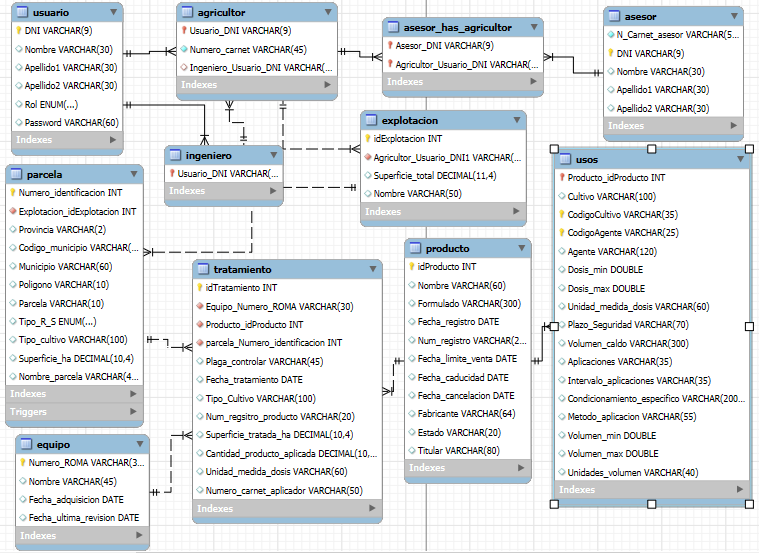 usuario
DNI VARCHAR(9)
Nombre VARCHAR(30)
Apellido1 VARCHAR(30)
Apellido2 VARCHAR(30)
Rol ENUM(...)
Password VARCHAR(60)
Indexes
agricultor
Usuario_DNI VARCHAR(9)
Numero_carnet VARCHAR(45)
Ingeniero_Usuario_DNI VARCHAR(...
Indexes
asesor_has_agricultor
Asesor_DNI VARCHAR(9)
Agricultor_Usuario_DNI VARCHAR(...
Indexes
asesor
N_Carnet_asesor VARCHAR(5...
DNI VARCHAR(9)
Nombre VARCHAR(30)
Apellido1 VARCHAR(30)
Apellido2 VARCHAR(30)
Indexes
ingeniero
Usuario_DNI VARCHAR(...
Indexes
explotacion
idExplotacion INT
Agricultor_Usuario_DNI1 VARCHAR(...
Superficie_total DECIMAL(11,4)
Nombre VARCHAR(50)
Indexes
parcela
Numero_identificacion INT
Explotacion_idExplotacion INT
Provincia VARCHAR(2)
Codigo_municipio VARCHAR(...
Municipio VARCHAR(60)
Poligono VARCHAR(10)
Parcela VARCHAR(10)
Tipo_R_S ENUM(...)
Tipo_cultivo VARCHAR(100)
Superficie_ha DECIMAL(10,4)
Nombre_parcela VARCHAR(4...
Indexes
Triggers
tratamiento
idTratamiento INT
Equipo_Numero_ROMA VARCHAR(30)
Producto_idProducto INT
parcela_Numero_identificacion INT
Plaga_controlar VARCHAR(45)
Fecha_tratamiento DATE
Tipo_Cultivo VARCHAR(100)
Num_regsitro_producto VARCHAR(20)
Superficie_tratada_ha DECIMAL(10,4)
Cantidad_producto_aplicada DECIMAL(10,...
Unidad_medida_dosis VARCHAR(60)
Numero_carnet_aplicador VARCHAR(50)
Indexes
producto
idProducto INT
Nombre VARCHAR(60)
Formulado VARCHAR(300)
Fecha_registro DATE
Num_registro VARCHAR(2...
Fecha_limite_venta DATE
Fecha_caducidad DATE
Fecha_cancelacion DATE
Fabricante VARCHAR(64)
Estado VARCHAR(20)
Titular VARCHAR(80)
Indexes
usos
Producto_idProducto INT
Cultivo VARCHAR(100)
CodigoCultivo VARCHAR(35)
CodigoAgente VARCHAR(25)
Agente VARCHAR(120)
Dosis_min DOUBLE
Dosis_max DOUBLE
Unidad_medida_dosis VARCHAR(60)
Plazo_Seguridad VARCHAR(70)
Volumen_caldo VARCHAR(300)
Aplicaciones VARCHAR(35)
Intervalo_aplicaciones VARCHAR(35)
Condicionamiento_especifico VARCHAR(200...
Metodo_aplicacion VARCHAR(55)
Volumen_min DOUBLE
Volumen_max DOUBLE
Unidades_volumen VARCHAR(40)
Indexes
equipo
Numero_ROMA VARCHAR(3...
Nombre VARCHAR(45)
Fecha_adquisicion DATE
Fecha_ultima_revision DATE
Indexes